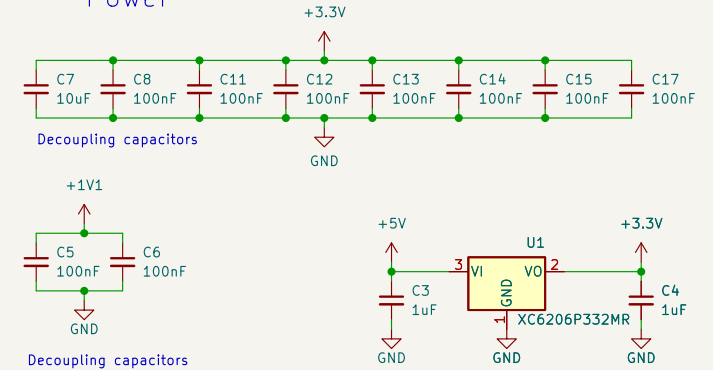 Power
+3.3V
C7 C8 C11 C12 C13 C14 C15 C17
10uF 100nF 100nF 100nF 100nF 100nF 100nF 100nF
Decoupling capacitors
GND
+1V1
C5 C6
100nF 100nF
GND
Decoupling capacitors
+5V +3.3V
U1
3 VI VO 2
C3 GND C4
1uF 1 XC6206P332MR 1uF
GND GND GND